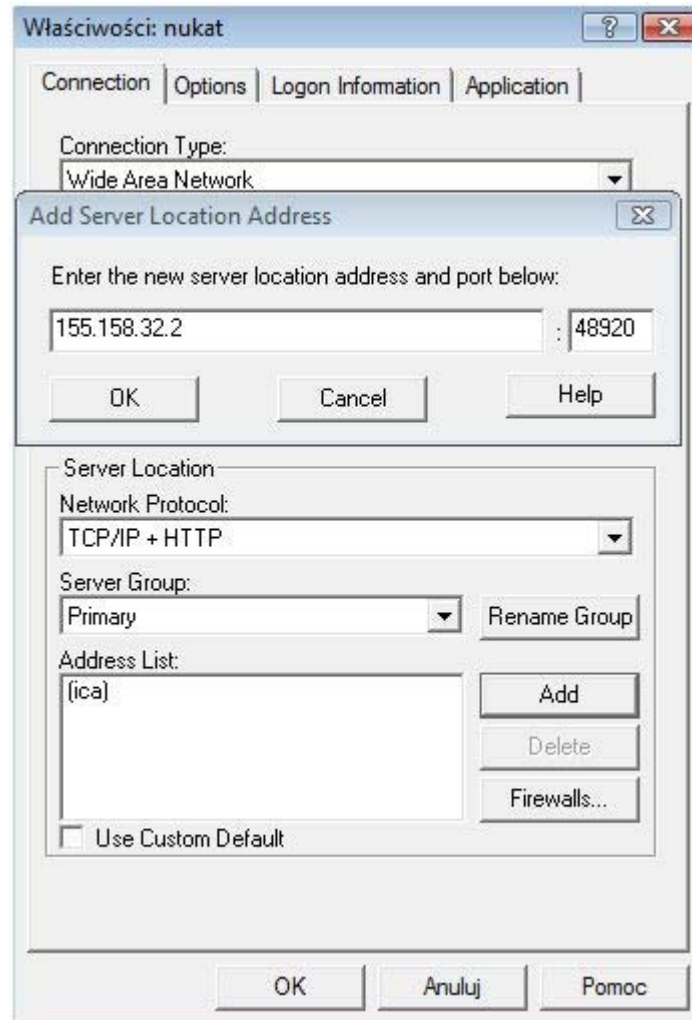 Właściwości: nukat
Connection Options Logon Information Application
Connection Type:
Wide Area Network
Add Server Location Address
Enter the new server location address and port below:
155.158.32.2 : 48920
OK Cancel Help
Server Location
Network Protocol:
TCP/IP + HTTP
Server Group:
Primary Rename Group
Address List:
(ica) Add
Delete
Firewalls...
Use Custom Default
OK Anuluj Pomoc